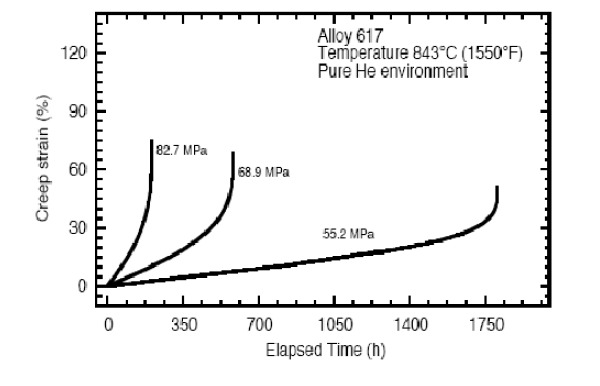 Alloy 617
Temperature 843°C (1550°F)
Pure He environment
120
90
60
30
0
Creep strain (%)
82.7 MPa
68.9 MPa
55.2 MPa
0 350 700 1050 1400 1750
Elapsed Time (h)